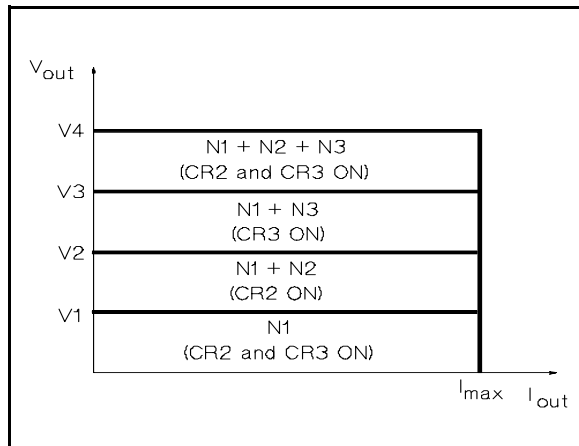 Vout
V4
N1 + N2 + N3
(CR2 and CR3 ON)
V3
N1 + N3
(CR3 ON)
V2
N1 + N2
(CR2 ON)
V1
N1
(CR2 and CR3 ON)
Imax
Iout